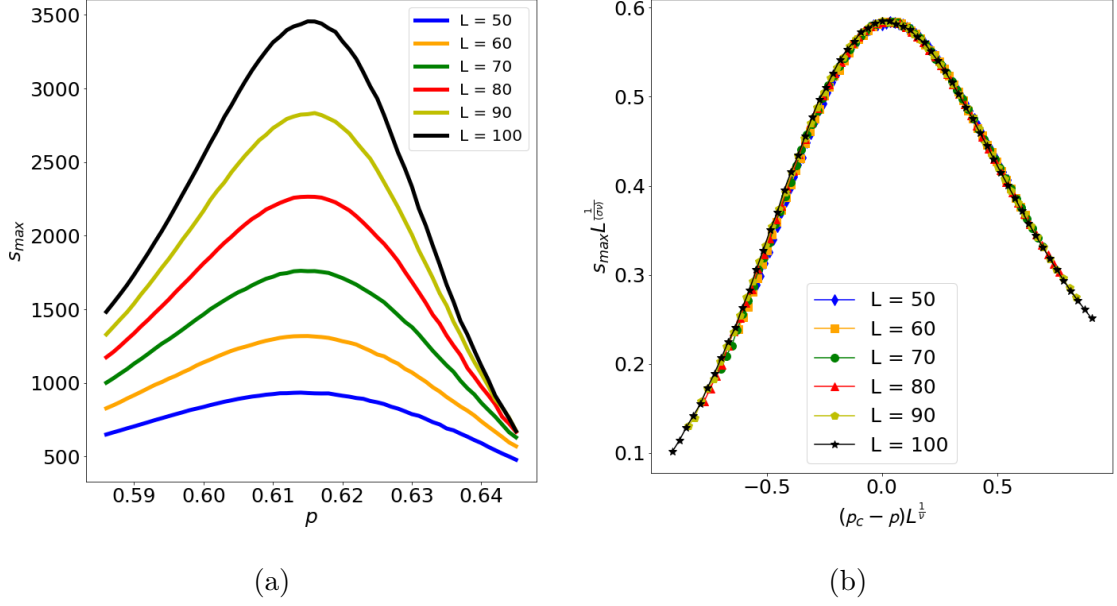 3500
3000
2500
2000
1500
1000
500
s_max
0.59 0.60 0.61 0.62 0.63 0.64
p
L = 50
L = 60
L = 70
L = 80
L = 90
L = 100
(a)
0.6
0.5
0.4
0.3
0.2
0.1
s_max L^{\frac{1}{(σν)}}
−0.5 0.0 0.5
(p_c − p)L^{\frac{1}{ν}}
L = 50
L = 60
L = 70
L = 80
L = 90
L = 100
(b)